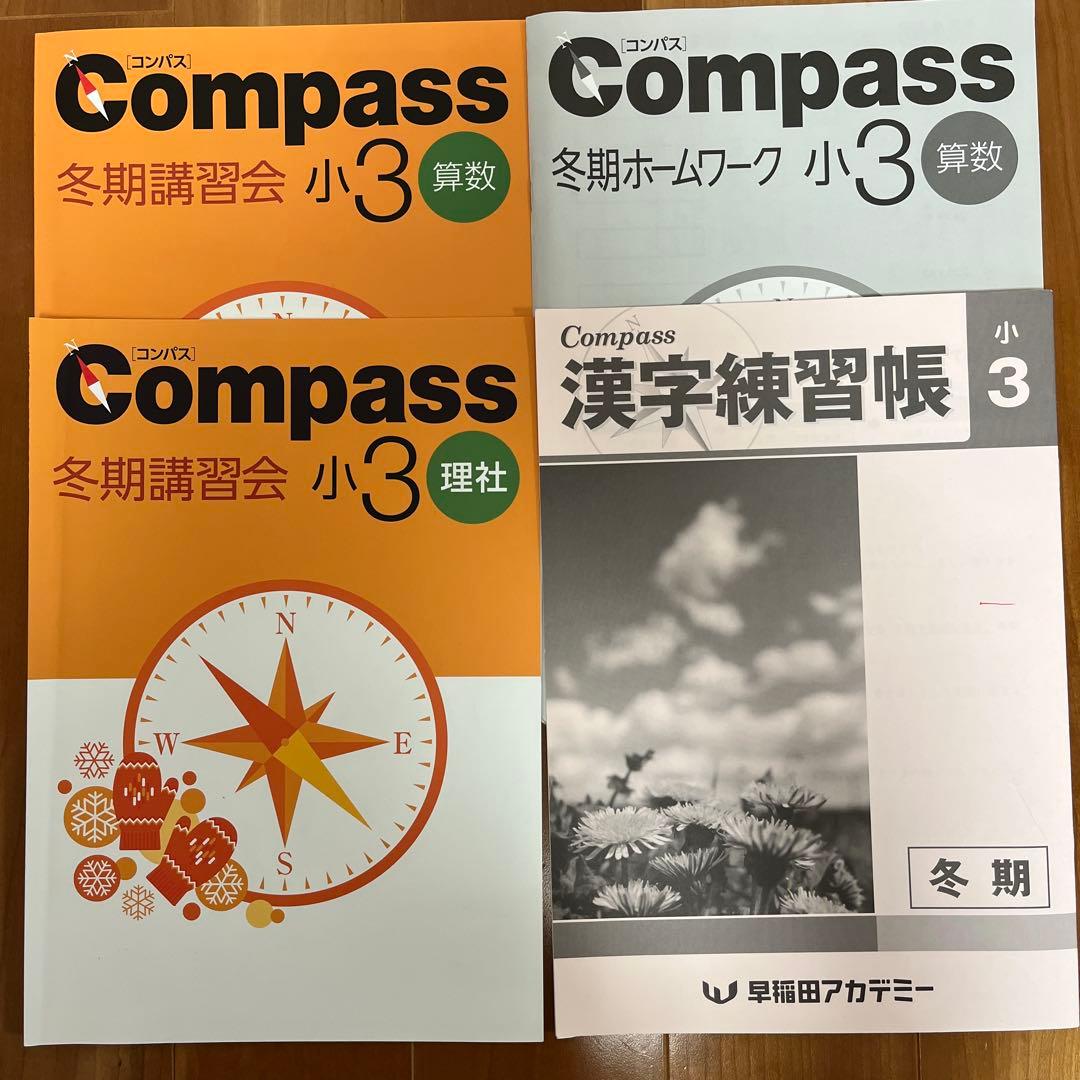 [コンパス]
Compass
冬期講習会 小3 算数
N
[コンパス]
Compass
冬期ホームワーク 小3 算数
N
[コンパス]
Compass
冬期講習会 小3 理社
N
W
E
S
Compass
漢字練習帳
小
3
冬期
早稲田アカデミー